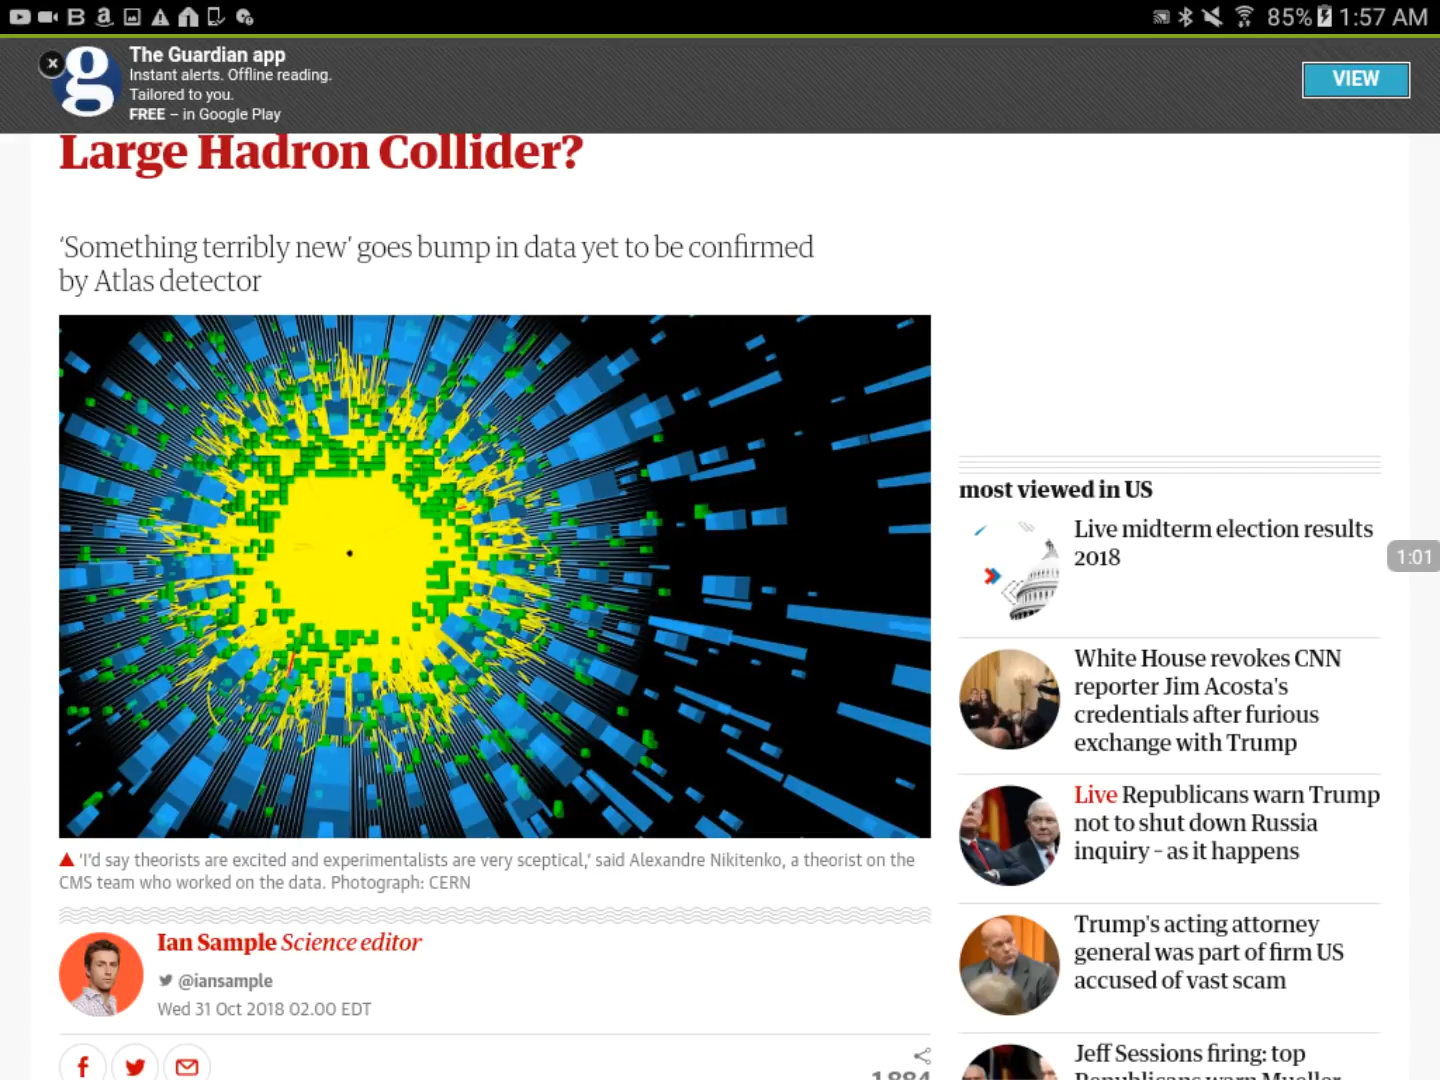 85% 1:57 AM
The Guardian app
Instant alerts. Offline reading.
Tailored to you.
FREE – in Google Play
VIEW
Large Hadron Collider?
‘Something terribly new’ goes bump in data yet to be confirmed
by Atlas detector
‘I’d say theorists are excited and experimentalists are very sceptical,’ said Alexandre Nikitenko, a theorist on the
CMS team who worked on the data. Photograph: CERN
Ian Sample Science editor
@iansample
Wed 31 Oct 2018 02.00 EDT
1,884
most viewed in US
Live midterm election results
2018
1:01
White House revokes CNN
reporter Jim Acosta's
credentials after furious
exchange with Trump
Live Republicans warn Trump
not to shut down Russia
inquiry – as it happens
Trump's acting attorney
general was part of firm US
accused of vast scam
Jeff Sessions firing: top
Republicans warn Mueller